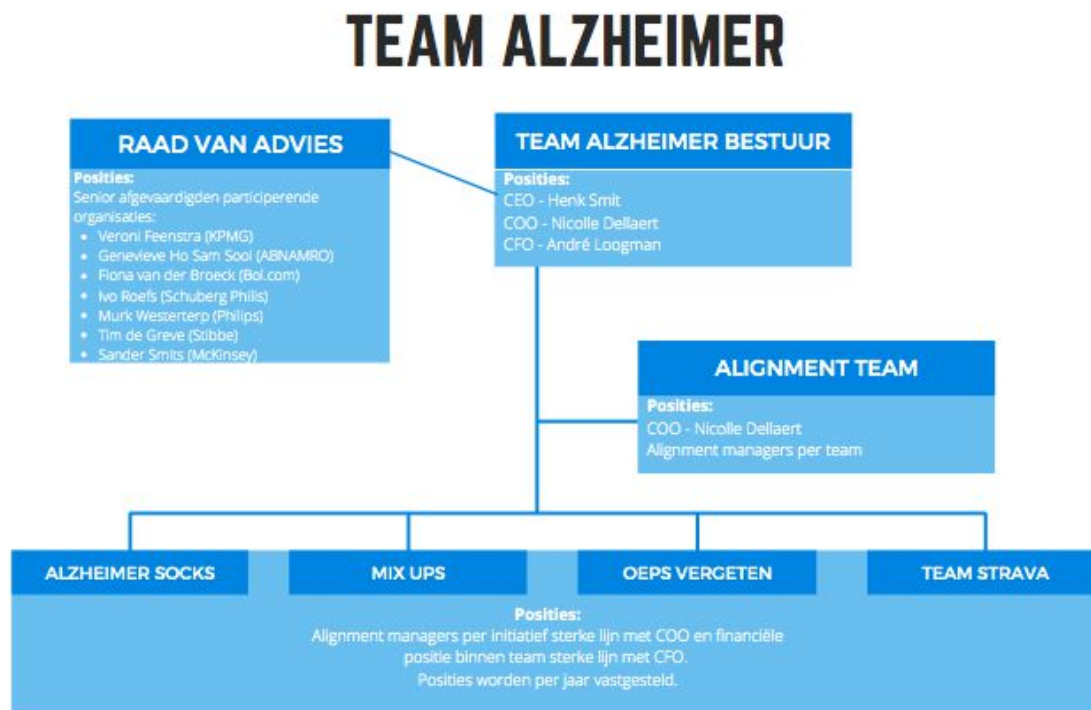 TEAM ALZHEIMER
RAAD VAN ADVIES
Posities:
Senior afgevaardigden participerende
organisaties:
• Veroni Feenstra (KPMG)
• Genevieve Ho Sam Sooi (ABNAMRO)
• Fiona van der Broeck (Bol.com)
• Ivo Roefs (Schuberg Philis)
• Murk Westerterp (Philips)
• Tim de Greve (Stibbe)
• Sander Smits (McKinsey)
TEAM ALZHEIMER BESTUUR
Posities:
CEO - Henk Smit
COO - Nicolle Dellaert
CFO - André Loogman
ALIGNMENT TEAM
Posities:
COO - Nicolle Dellaert
Alignment managers per team
ALZHEIMER SOCKS
MIX UPS
OEPS VERGETEN
TEAM STRAVA
Posities:
Alignment managers per initiatief sterke lijn met COO en financiële
positie binnen team sterke lijn met CFO.
Posities worden per jaar vastgesteld.